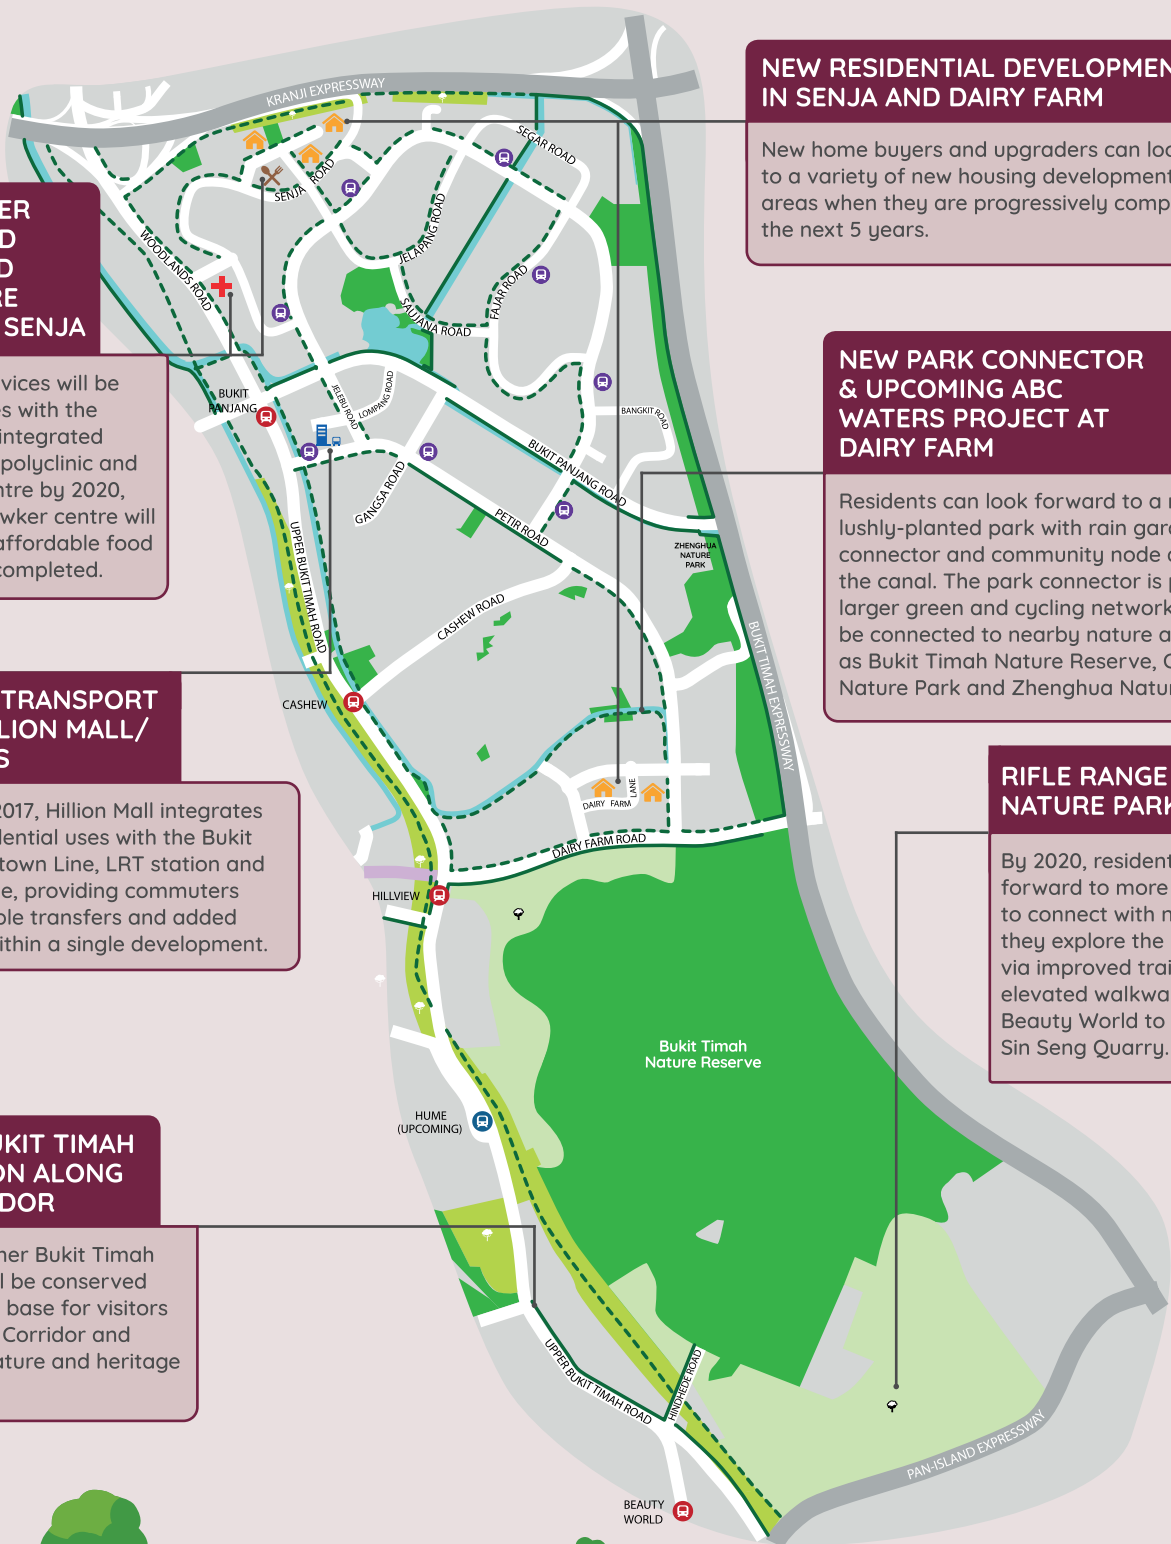 NEW RESIDENTIAL DEVELOPMEN
IN SENJA AND DAIRY FARM
New home buyers and upgraders can loo
to a variety of new housing development
areas when they are progressively comp
the next 5 years.
KRANJI EXPRESSWAY
SEGAR ROAD
SENJA ROAD
JELAPANG ROAD
WOODLANDS ROAD
FAJAR ROAD
SAUJANA ROAD
ER
D
D
RE
SENJA
vices will be
es with the
integrated
polyclinic and
ntre by 2020,
wker centre will
affordable food
completed.
BUKIT
PANJANG
JELEBU ROAD
LOMPANG ROAD
BANGKIT ROAD
BUKIT PANJANG ROAD
GANGSA ROAD
PETIR ROAD
NEW PARK CONNECTOR
& UPCOMING ABC
WATERS PROJECT AT
DAIRY FARM
Residents can look forward to a n
lushly-planted park with rain gard
connector and community node o
the canal. The park connector is p
larger green and cycling network
be connected to nearby nature a
as Bukit Timah Nature Reserve, C
Nature Park and Zhenghua Natur
ZHENGHUA
NATURE
PARK
UPPER BUKIT TIMAH ROAD
CASHEW ROAD
BUKIT TIMAH EXPRESSWAY
CASHEW
TRANSPORT
LION MALL/
S
2017, Hillion Mall integrates
dential uses with the Bukit
town Line, LRT station and
e, providing commuters
ble transfers and added
within a single development.
DAIRY FARM LANE
DAIRY FARM ROAD
HILLVIEW
RIFLE RANGE
NATURE PARK
By 2020, resident
forward to more
to connect with n
they explore the
via improved trai
elevated walkwa
Beauty World to
Sin Seng Quarry.
Bukit Timah
Nature Reserve
HUME
(UPCOMING)
UKIT TIMAH
ON ALONG
DOR
ner Bukit Timah
l be conserved
base for visitors
Corridor and
ature and heritage
UPPER BUKIT TIMAH ROAD
HINDHEDE ROAD
PAN-ISLAND EXPRESSWAY
BEAUTY
WORLD